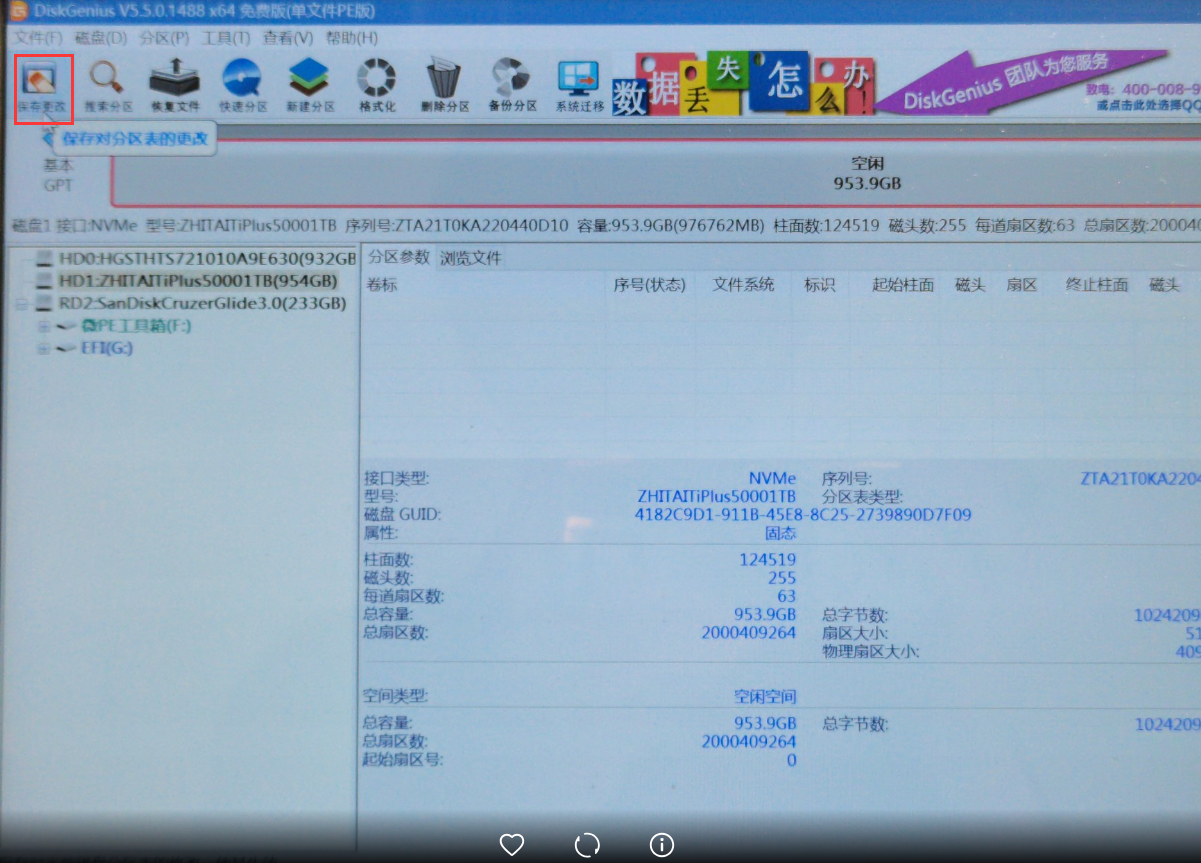 DiskGenius V5.5.0.1488 x64 免费版(单文件PE版)
文件(F) 磁盘(D) 分区(P) 工具(T) 查看(V) 帮助(H)
保存更改 搜索分区 恢复文件 快速分区 新建分区 格式化 删除分区 备份分区 系统迁移
数据丢失怎么办!
DiskGenius 团队为您服务
致电: 400-008-9
或点击此处选择QQ
保存对分区表的更改
基本
GPT
空闲
953.9GB
磁盘1 接口:NVMe 型号:ZHITAITiPlus50001TB 序列号:ZTA21T0KA220440D10 容量:953.9GB(976762MB) 柱面数:124519 磁头数:255 每道扇区数:63 总扇区数:200040
HD0:HGSTHTS721010A9E630(932GB
HD1:ZHITAITiPlus50001TB(954GB)
RD2:SanDiskCruzerGlide3.0(233GB)
微PE工具箱(F:)
EFI(G:)
分区参数 浏览文件
卷标 序号(状态) 文件系统 标识 起始柱面 磁头 扇区 终止柱面 磁头
接口类型: NVMe 序列号: ZTA21T0KA2204
型号: ZHITAITiPlus50001TB 分区表类型:
磁盘 GUID: 4182C9D1-911B-45E8-8C25-2739890D7F09
属性: 固态
柱面数: 124519
磁头数: 255
每道扇区数: 63
总容量: 953.9GB 总字节数: 1024209
总扇区数: 2000409264 扇区大小: 51
物理扇区大小: 409
空间类型: 空闲空间
总容量: 953.9GB 总字节数: 1024209
总扇区数: 2000409264
起始扇区号: 0